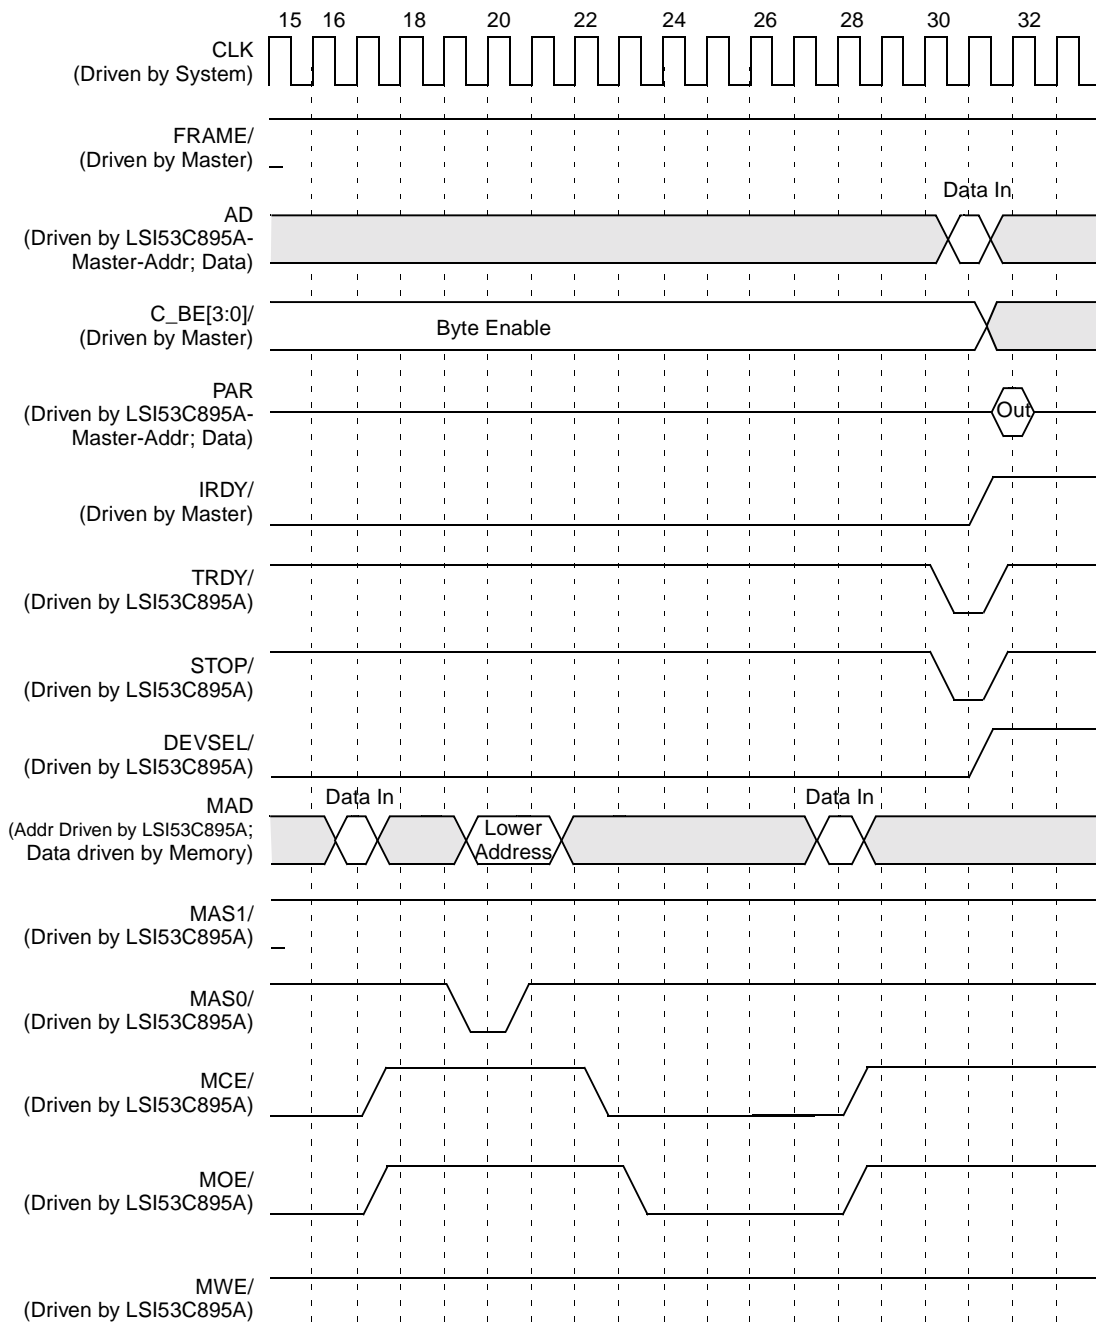 15 16 18 20 22 24 26 28 30 32
CLK
(Driven by System)
FRAME/
(Driven by Master)
Data In
AD
(Driven by LSI53C895A-
Master-Addr; Data)
C_BE[3:0]/
(Driven by Master)
Byte Enable
PAR
(Driven by LSI53C895A-
Master-Addr; Data)
Out
IRDY/
(Driven by Master)
TRDY/
(Driven by LSI53C895A)
STOP/
(Driven by LSI53C895A)
DEVSEL/
(Driven by LSI53C895A)
MAD
(Addr Driven by LSI53C895A;
Data driven by Memory)
Data In
Lower
Address
Data In
MAS1/
(Driven by LSI53C895A)
MAS0/
(Driven by LSI53C895A)
MCE/
(Driven by LSI53C895A)
MOE/
(Driven by LSI53C895A)
MWE/
(Driven by LSI53C895A)